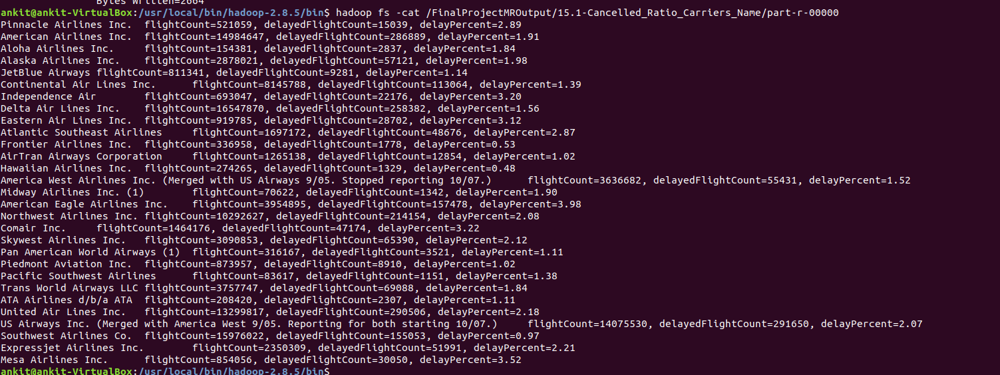 Bytes Written=2664
ankit@ankit-VirtualBox:/usr/local/bin/hadoop-2.8.5/bin$ hadoop fs -cat /FinalProjectMROutput/15.1-Cancelled_Ratio_Carriers_Name/part-r-00000
Pinnacle Airlines Inc. flightCount=521059, delayedFlightCount=15039, delayPercent=2.89
American Airlines Inc. flightCount=14984647, delayedFlightCount=286889, delayPercent=1.91
Aloha Airlines Inc. flightCount=154381, delayedFlightCount=2837, delayPercent=1.84
Alaska Airlines Inc. flightCount=2878021, delayedFlightCount=57121, delayPercent=1.98
JetBlue Airways flightCount=811341, delayedFlightCount=9281, delayPercent=1.14
Continental Air Lines Inc. flightCount=8145788, delayedFlightCount=113064, delayPercent=1.39
Independence Air flightCount=693047, delayedFlightCount=22176, delayPercent=3.20
Delta Air Lines Inc. flightCount=16547870, delayedFlightCount=258382, delayPercent=1.56
Eastern Air Lines Inc. flightCount=919785, delayedFlightCount=28702, delayPercent=3.12
Atlantic Southeast Airlines flightCount=1697172, delayedFlightCount=48676, delayPercent=2.87
Frontier Airlines Inc. flightCount=336958, delayedFlightCount=1778, delayPercent=0.53
AirTran Airways Corporation flightCount=1265138, delayedFlightCount=12854, delayPercent=1.02
Hawaiian Airlines Inc. flightCount=274265, delayedFlightCount=1329, delayPercent=0.48
America West Airlines Inc. (Merged with US Airways 9/05. Stopped reporting 10/07.) flightCount=3636682, delayedFlightCount=55431, delayPercent=1.52
Midway Airlines Inc. (1) flightCount=70622, delayedFlightCount=1342, delayPercent=1.90
American Eagle Airlines Inc. flightCount=3954895, delayedFlightCount=157478, delayPercent=3.98
Northwest Airlines Inc. flightCount=10292627, delayedFlightCount=214154, delayPercent=2.08
Comair Inc. flightCount=1464176, delayedFlightCount=47174, delayPercent=3.22
Skywest Airlines Inc. flightCount=3090853, delayedFlightCount=65390, delayPercent=2.12
Pan American World Airways (1) flightCount=316167, delayedFlightCount=3521, delayPercent=1.11
Piedmont Aviation Inc. flightCount=873957, delayedFlightCount=8910, delayPercent=1.02
Pacific Southwest Airlines flightCount=83617, delayedFlightCount=1151, delayPercent=1.38
Trans World Airways LLC flightCount=3757747, delayedFlightCount=69088, delayPercent=1.84
ATA Airlines d/b/a ATA flightCount=208420, delayedFlightCount=2307, delayPercent=1.11
United Air Lines Inc. flightCount=13299817, delayedFlightCount=290506, delayPercent=2.18
US Airways Inc. (Merged with America West 9/05. Reporting for both starting 10/07.) flightCount=14075530, delayedFlightCount=291650, delayPercent=2.07
Southwest Airlines Co. flightCount=15976022, delayedFlightCount=155053, delayPercent=0.97
Expressjet Airlines Inc. flightCount=2350309, delayedFlightCount=51991, delayPercent=2.21
Mesa Airlines Inc. flightCount=854056, delayedFlightCount=30050, delayPercent=3.52
ankit@ankit-VirtualBox:/usr/local/bin/hadoop-2.8.5/bin$